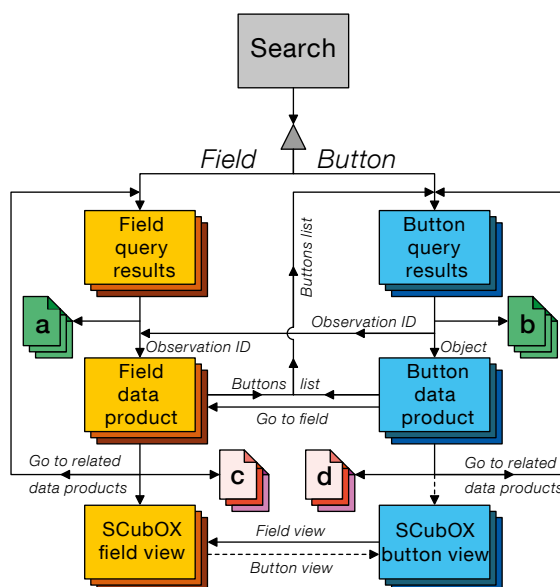 Search
Field Button
Field
query
results
Buttons list
Button
query
results
a
b
Observation ID
Observation ID
Object
Field
data
product
Buttons list
Go to field
Button
data
product
Go to related
data products
c
d
Go to related
data products
SCubOX
field view
Field view
Button view
SCubOX
button view